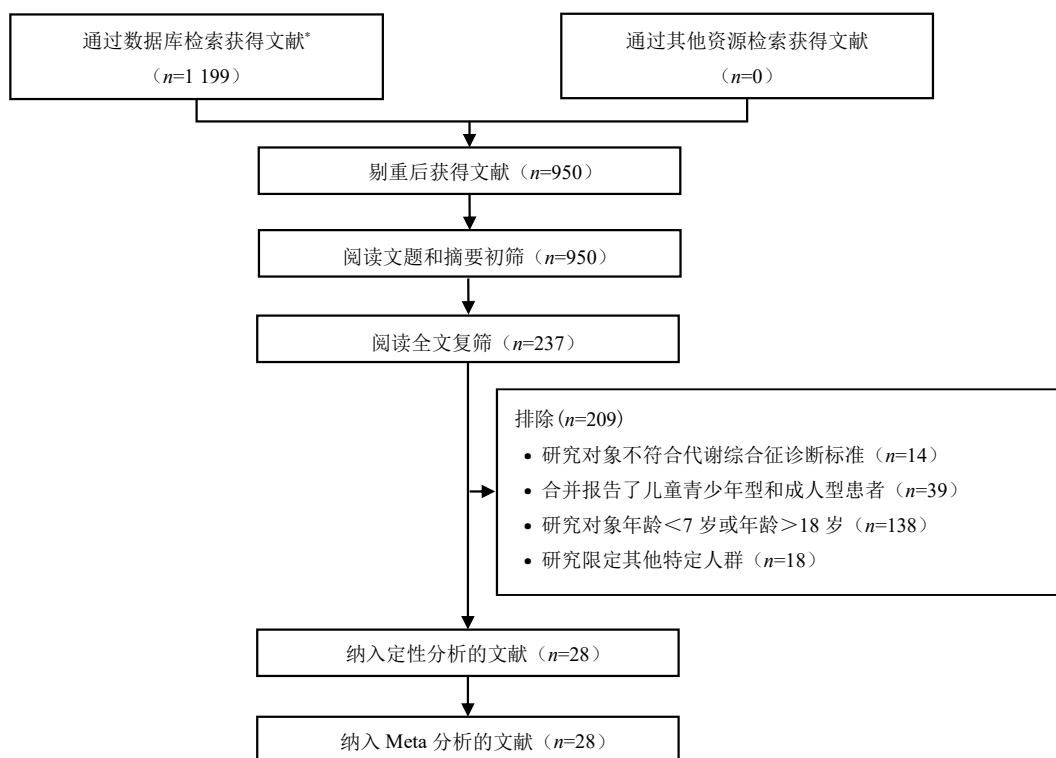 通过数据库检索获得文献*
（n=1 199）
通过其他资源检索获得文献
（n=0）
剔重后获得文献（n=950）
阅读文题和摘要初筛（n=950）
阅读全文复筛（n=237）
排除(n=209)
• 研究对象不符合代谢综合征诊断标准（n=14）
• 合并报告了儿童青少年型和成人型患者（n=39）
• 研究对象年龄＜7 岁或年龄＞18 岁（n=138）
• 研究限定其他特定人群（n=18）
纳入定性分析的文献（n=28）
纳入 Meta 分析的文献（n=28）